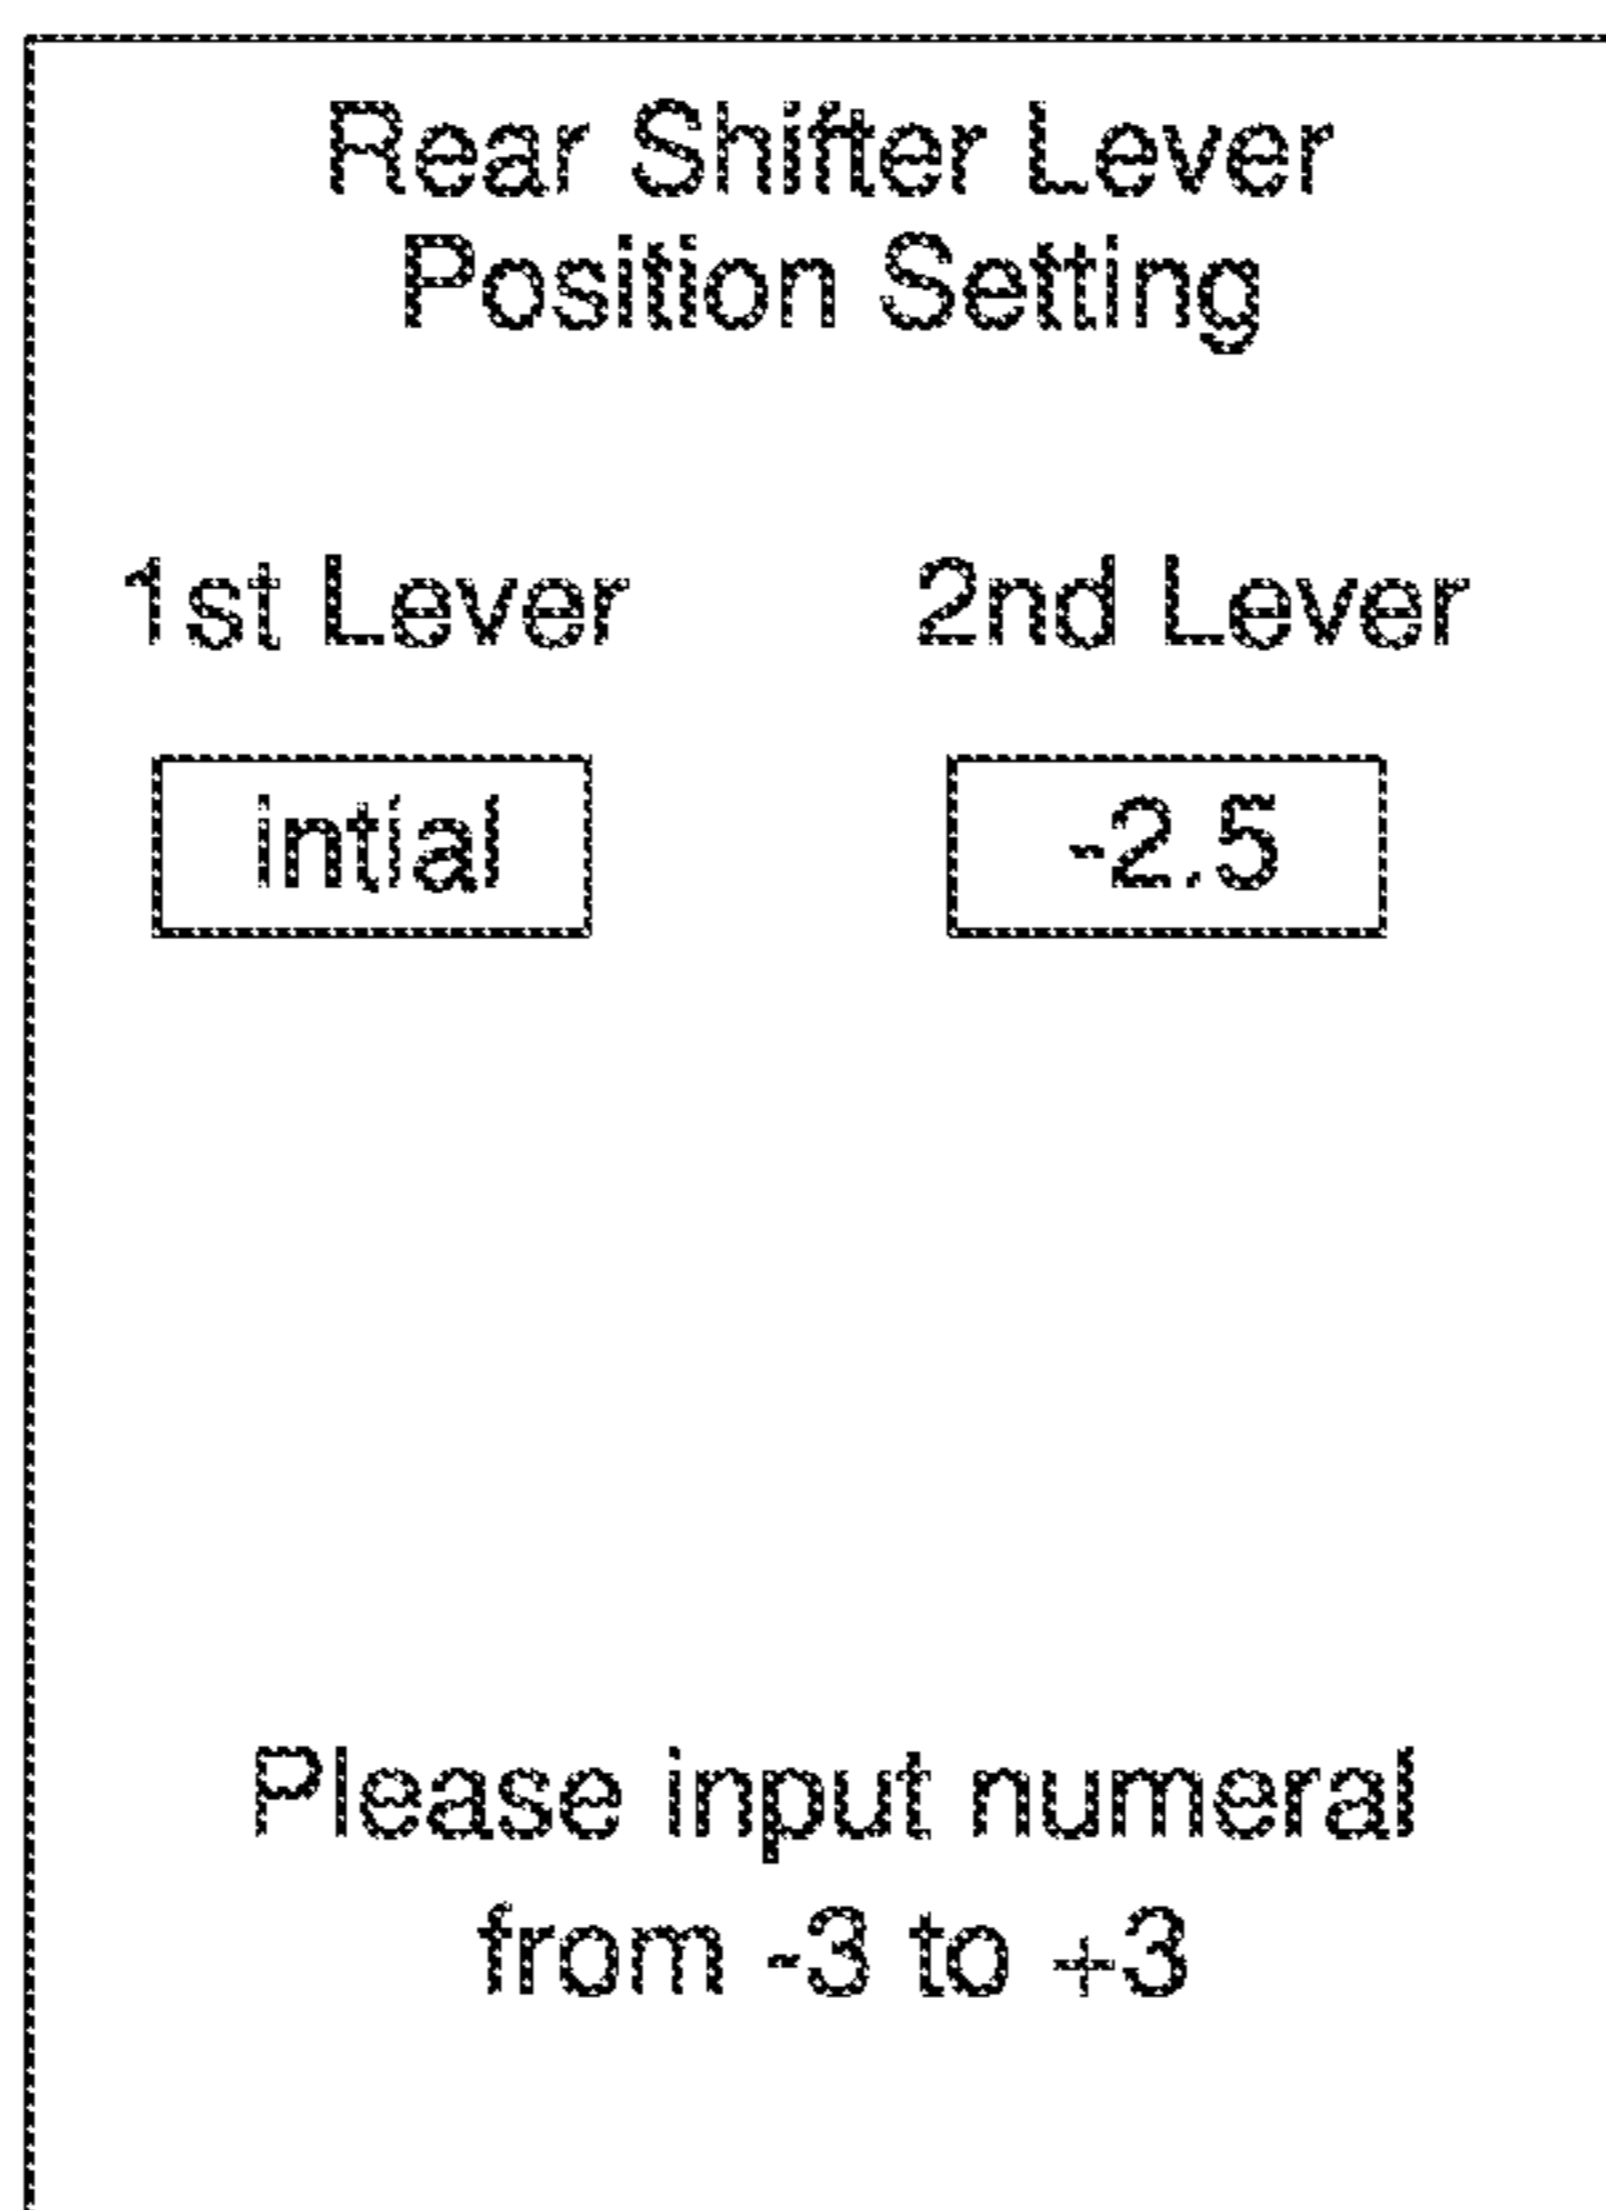 Rear Shifter Lever
Position Setting
1st Lever 2nd Lever
intial -2.5
Please input numeral
from -3 to +3